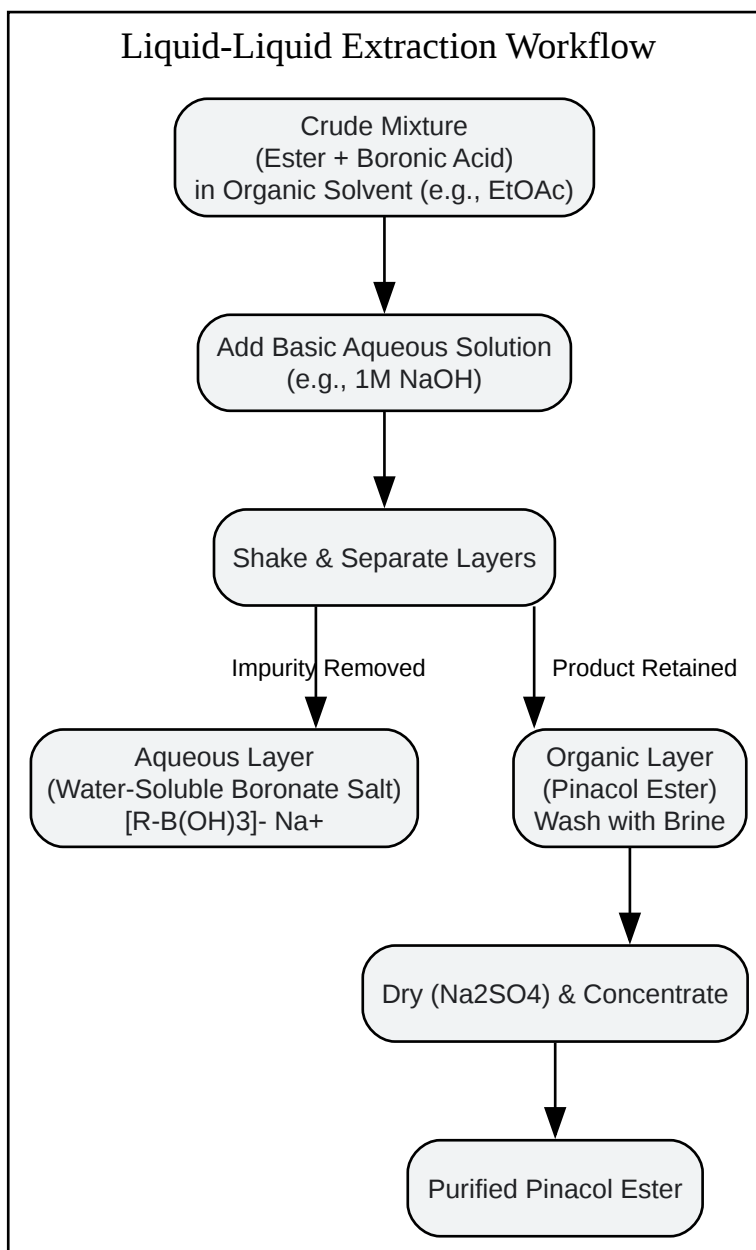 Liquid-Liquid Extraction Workflow
Crude Mixture
(Ester + Boronic Acid)
in Organic Solvent (e.g., EtOAc)
Add Basic Aqueous Solution
(e.g., 1M NaOH)
Shake & Separate Layers
Impurity Removed
Product Retained
Aqueous Layer
(Water-Soluble Boronate Salt)
[R-B(OH)3]- Na+
Organic Layer
(Pinacol Ester)
Wash with Brine
Dry (Na2SO4) & Concentrate
Purified Pinacol Ester